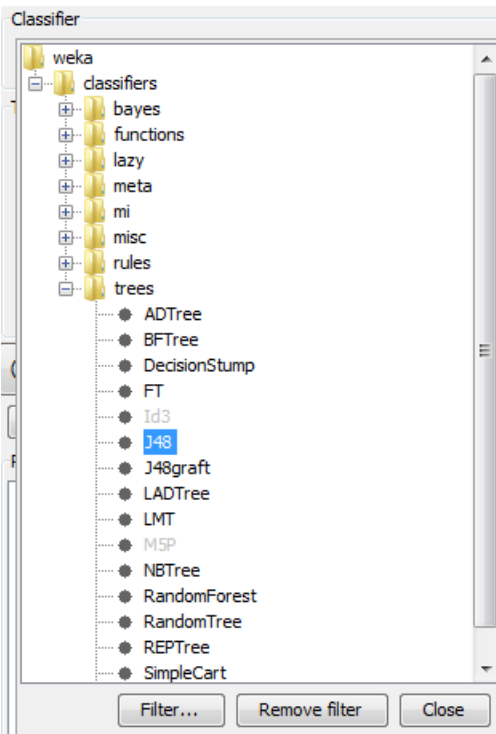 Classifier
weka
classifiers
bayes
functions
lazy
meta
mi
misc
rules
trees
ADTree
BFTree
DecisionStump
FT
Id3
J48
J48graft
LADTree
LMT
M5P
NBTree
RandomForest
RandomTree
REPTree
SimpleCart
Filter... Remove filter Close